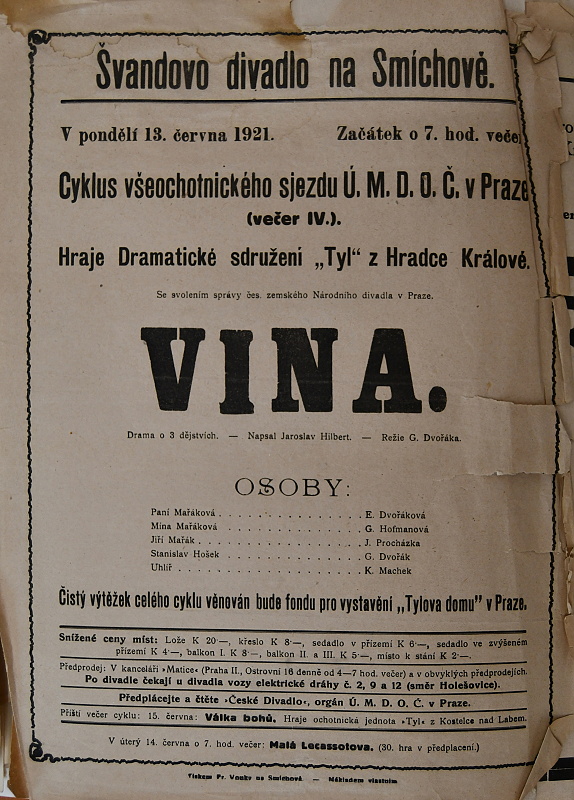 Švandovo divadlo na Smíchově.
V pondělí 13. června 1921. Začátek o 7. hod. večer
Cyklus všeochotnického sjezdu Ú. M. D. O. Č. v Praze
(večer IV.).
Hraje Dramatické sdružení „Tyl“ z Hradce Králové.
Se svolením správy čes. zemského Národního divadla v Praze.
VINA.
Drama o 3 dějstvích. — Napsal Jaroslav Hilbert. — Režie G. Dvořáka.
OSOBY:
Paní Mařáková . . . . . . . . . . . . . . . . E. Dvořáková
Mína Mařáková . . . . . . . . . . . . . . . . G. Hofmanová
Jiří Mařák . . . . . . . . . . . . . . . . . . J. Procházka
Stanislav Hošek . . . . . . . . . . . . . . . G. Dvořák
Uhlíř . . . . . . . . . . . . . . . . . . . . K. Machek
Čistý výtěžek celého cyklu věnován bude fondu pro vystavění „Tylova domu” v Praze.
Snížené ceny míst: Lože K 20·—, křeslo K 8·—, sedadlo v přízemí K 6·—, sedadlo ve zvýšeném
přízemí K 4·—, balkon I. K 8·—, balkon II. a III. K 5·—, místo k stání K 2·—.
Předprodej: V kanceláři »Matice« (Praha II., Ostrovní 16 denně od 4—7 hod. večer) a v obvyklých předprodejích.
Po divadle čekají u divadla vozy elektrické dráhy č. 2, 9 a 12 (směr Holešovice).
Předplácejte a čtěte »České Divadlo«, orgán Ú. M. D. O. Č. v Praze.
Příští večer cyklu: 15. června: Válka bohů. Hraje ochotnická jednota »Tyl« z Kostelce nad Labem.
V úterý 14. června o 7. hod. večer: Malá Lecassotova. (30. hra v předplacení.)
Tiskem Fr. Vonky na Smíchově. — Nákladem vlastním